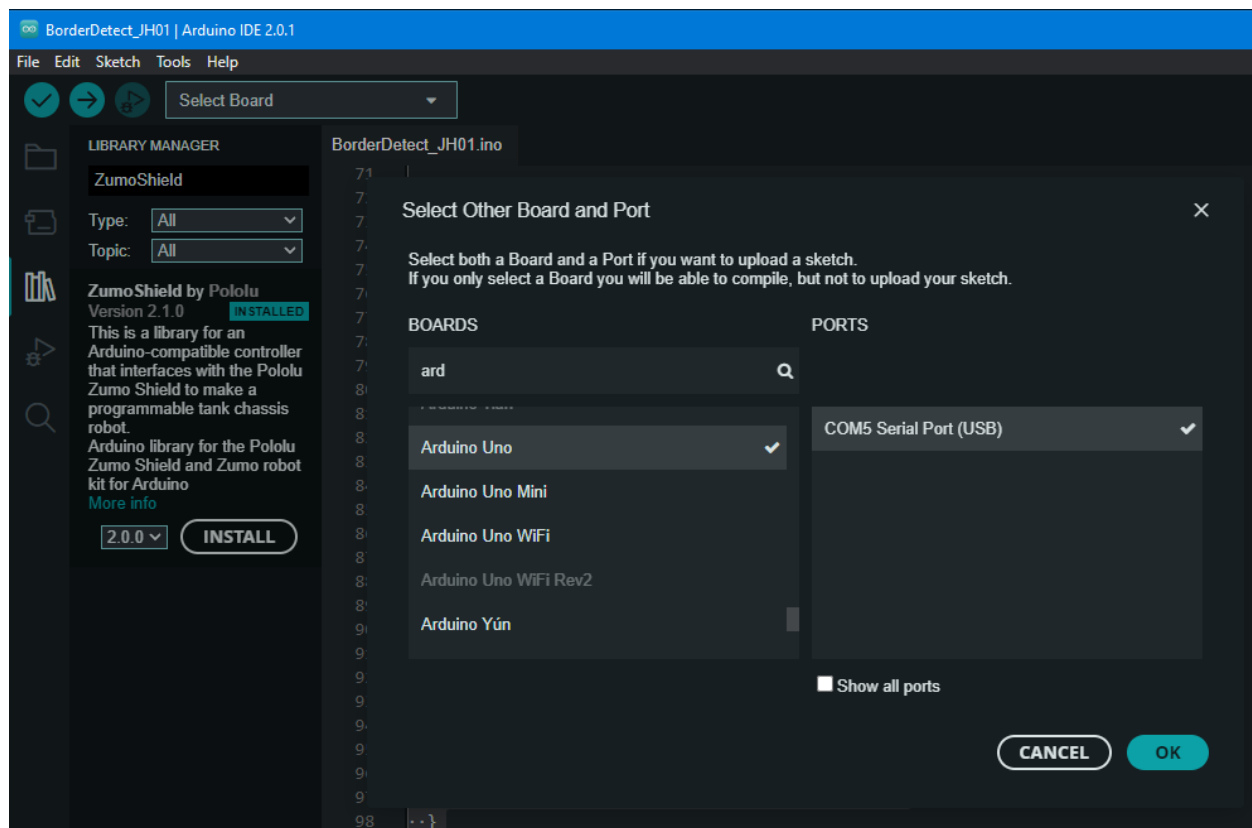 BorderDetect_JH01 | Arduino IDE 2.0.1
File Edit Sketch Tools Help
Select Board
LIBRARY MANAGER
ZumoShield
Type: All
Topic: All
ZumoShield by Pololu
Version 2.1.0 INSTALLED
This is a library for an
Arduino-compatible controller
that interfaces with the Pololu
Zumo Shield to make a
programmable tank chassis
robot.
Arduino library for the Pololu
Zumo Shield and Zumo robot
kit for Arduino
More info
2.0.0 INSTALL
BorderDetect_JH01.ino
71
98 ··}
Select Other Board and Port
Select both a Board and a Port if you want to upload a sketch.
If you only select a Board you will be able to compile, but not to upload your sketch.
BOARDS
ard
Arduino Uno
Arduino Uno Mini
Arduino Uno WiFi
Arduino Uno WiFi Rev2
Arduino Yún
PORTS
COM5 Serial Port (USB)
Show all ports
CANCEL OK